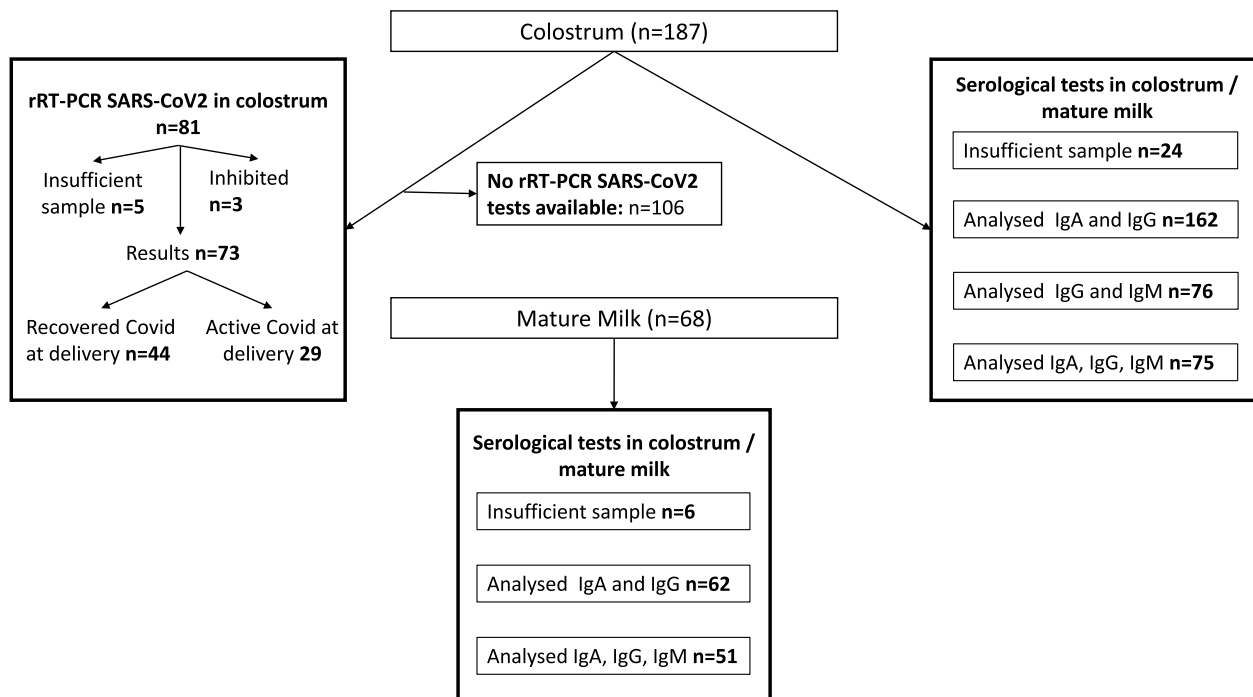 Colostrum (n=187)
rRT-PCR SARS-CoV2 in colostrum
n=81
Insufficient
sample n=5
Inhibited
n=3
Results n=73
Recovered Covid
at delivery n=44
Active Covid at
delivery 29
No rRT-PCR SARS-CoV2
tests available: n=106
Serological tests in colostrum /
mature milk
Insufficient sample n=24
Analysed IgA and IgG n=162
Analysed IgG and IgM n=76
Analysed IgA, IgG, IgM n=75
Mature Milk (n=68)
Serological tests in colostrum /
mature milk
Insufficient sample n=6
Analysed IgA and IgG n=62
Analysed IgA, IgG, IgM n=51